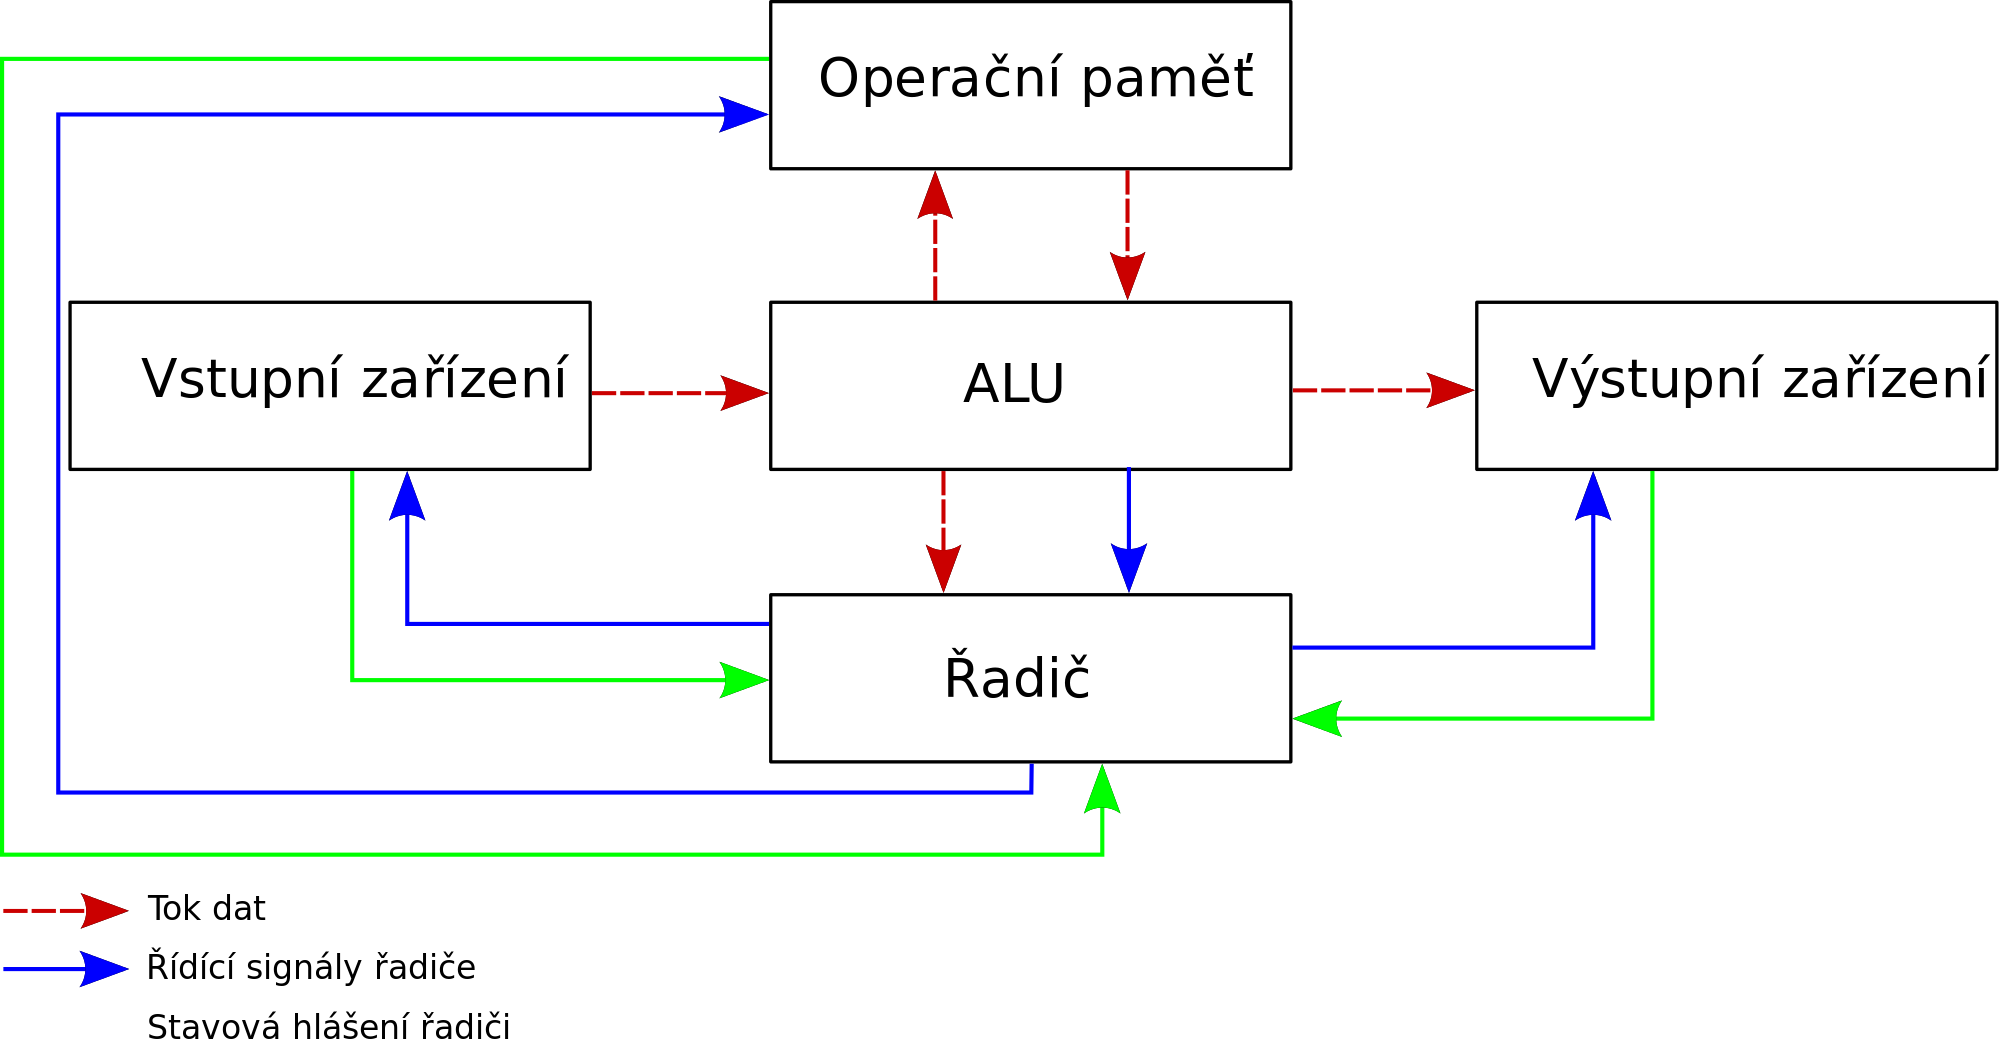 Operační paměť
Vstupní zařízení
ALU
Výstupní zařízení
Řadič
Tok dat
Řídící signály řadiče
Stavová hlášení řadiči